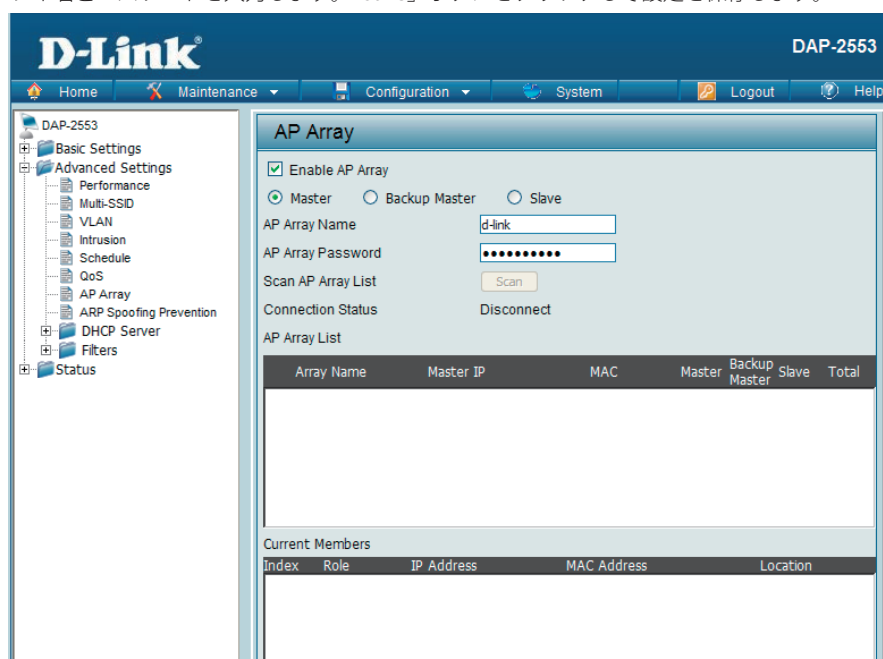 D-Link®
DAP-2553
Home Maintenance Configuration System Logout Help
DAP-2553
Basic Settings
Advanced Settings
Performance
Multi-SSID
VLAN
Intrusion
Schedule
QoS
AP Array
ARP Spoofing Prevention
DHCP Server
Filters
Status
AP Array
Enable AP Array
Master Backup Master Slave
AP Array Name d-link
AP Array Password ●●●●●●●●●●
Scan AP Array List Scan
Connection Status Disconnect
AP Array List
Array Name Master IP MAC Master Backup Master Slave Total
Current Members
Index Role IP Address MAC Address Location